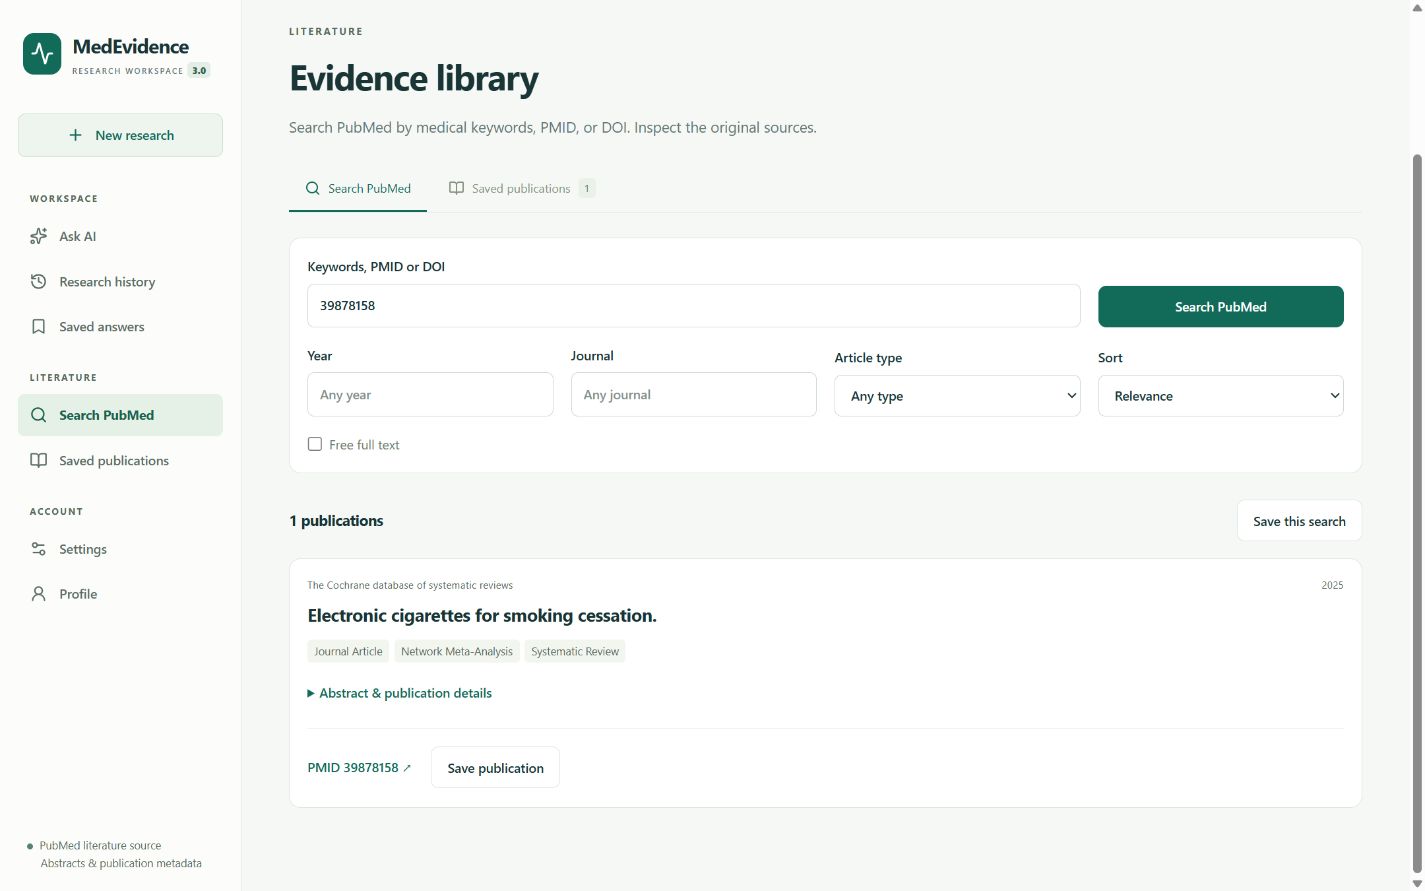 MedEvidence
RESEARCH WORKSPACE 3.0
New research
WORKSPACE
Ask AI
Research history
Saved answers
LITERATURE
Search PubMed
Saved publications
ACCOUNT
Settings
Profile
PubMed literature source
Abstracts & publication metadata
LITERATURE
Evidence library
Search PubMed by medical keywords, PMID, or DOI. Inspect the original sources.
Search PubMed
Saved publications 1
Keywords, PMID or DOI
39878158
Search PubMed
Year
Any year
Journal
Any journal
Article type
Any type
Sort
Relevance
Free full text
1 publications
Save this search
The Cochrane database of systematic reviews
2025
Electronic cigarettes for smoking cessation.
Journal Article
Network Meta-Analysis
Systematic Review
Abstract & publication details
PMID 39878158 ↗
Save publication